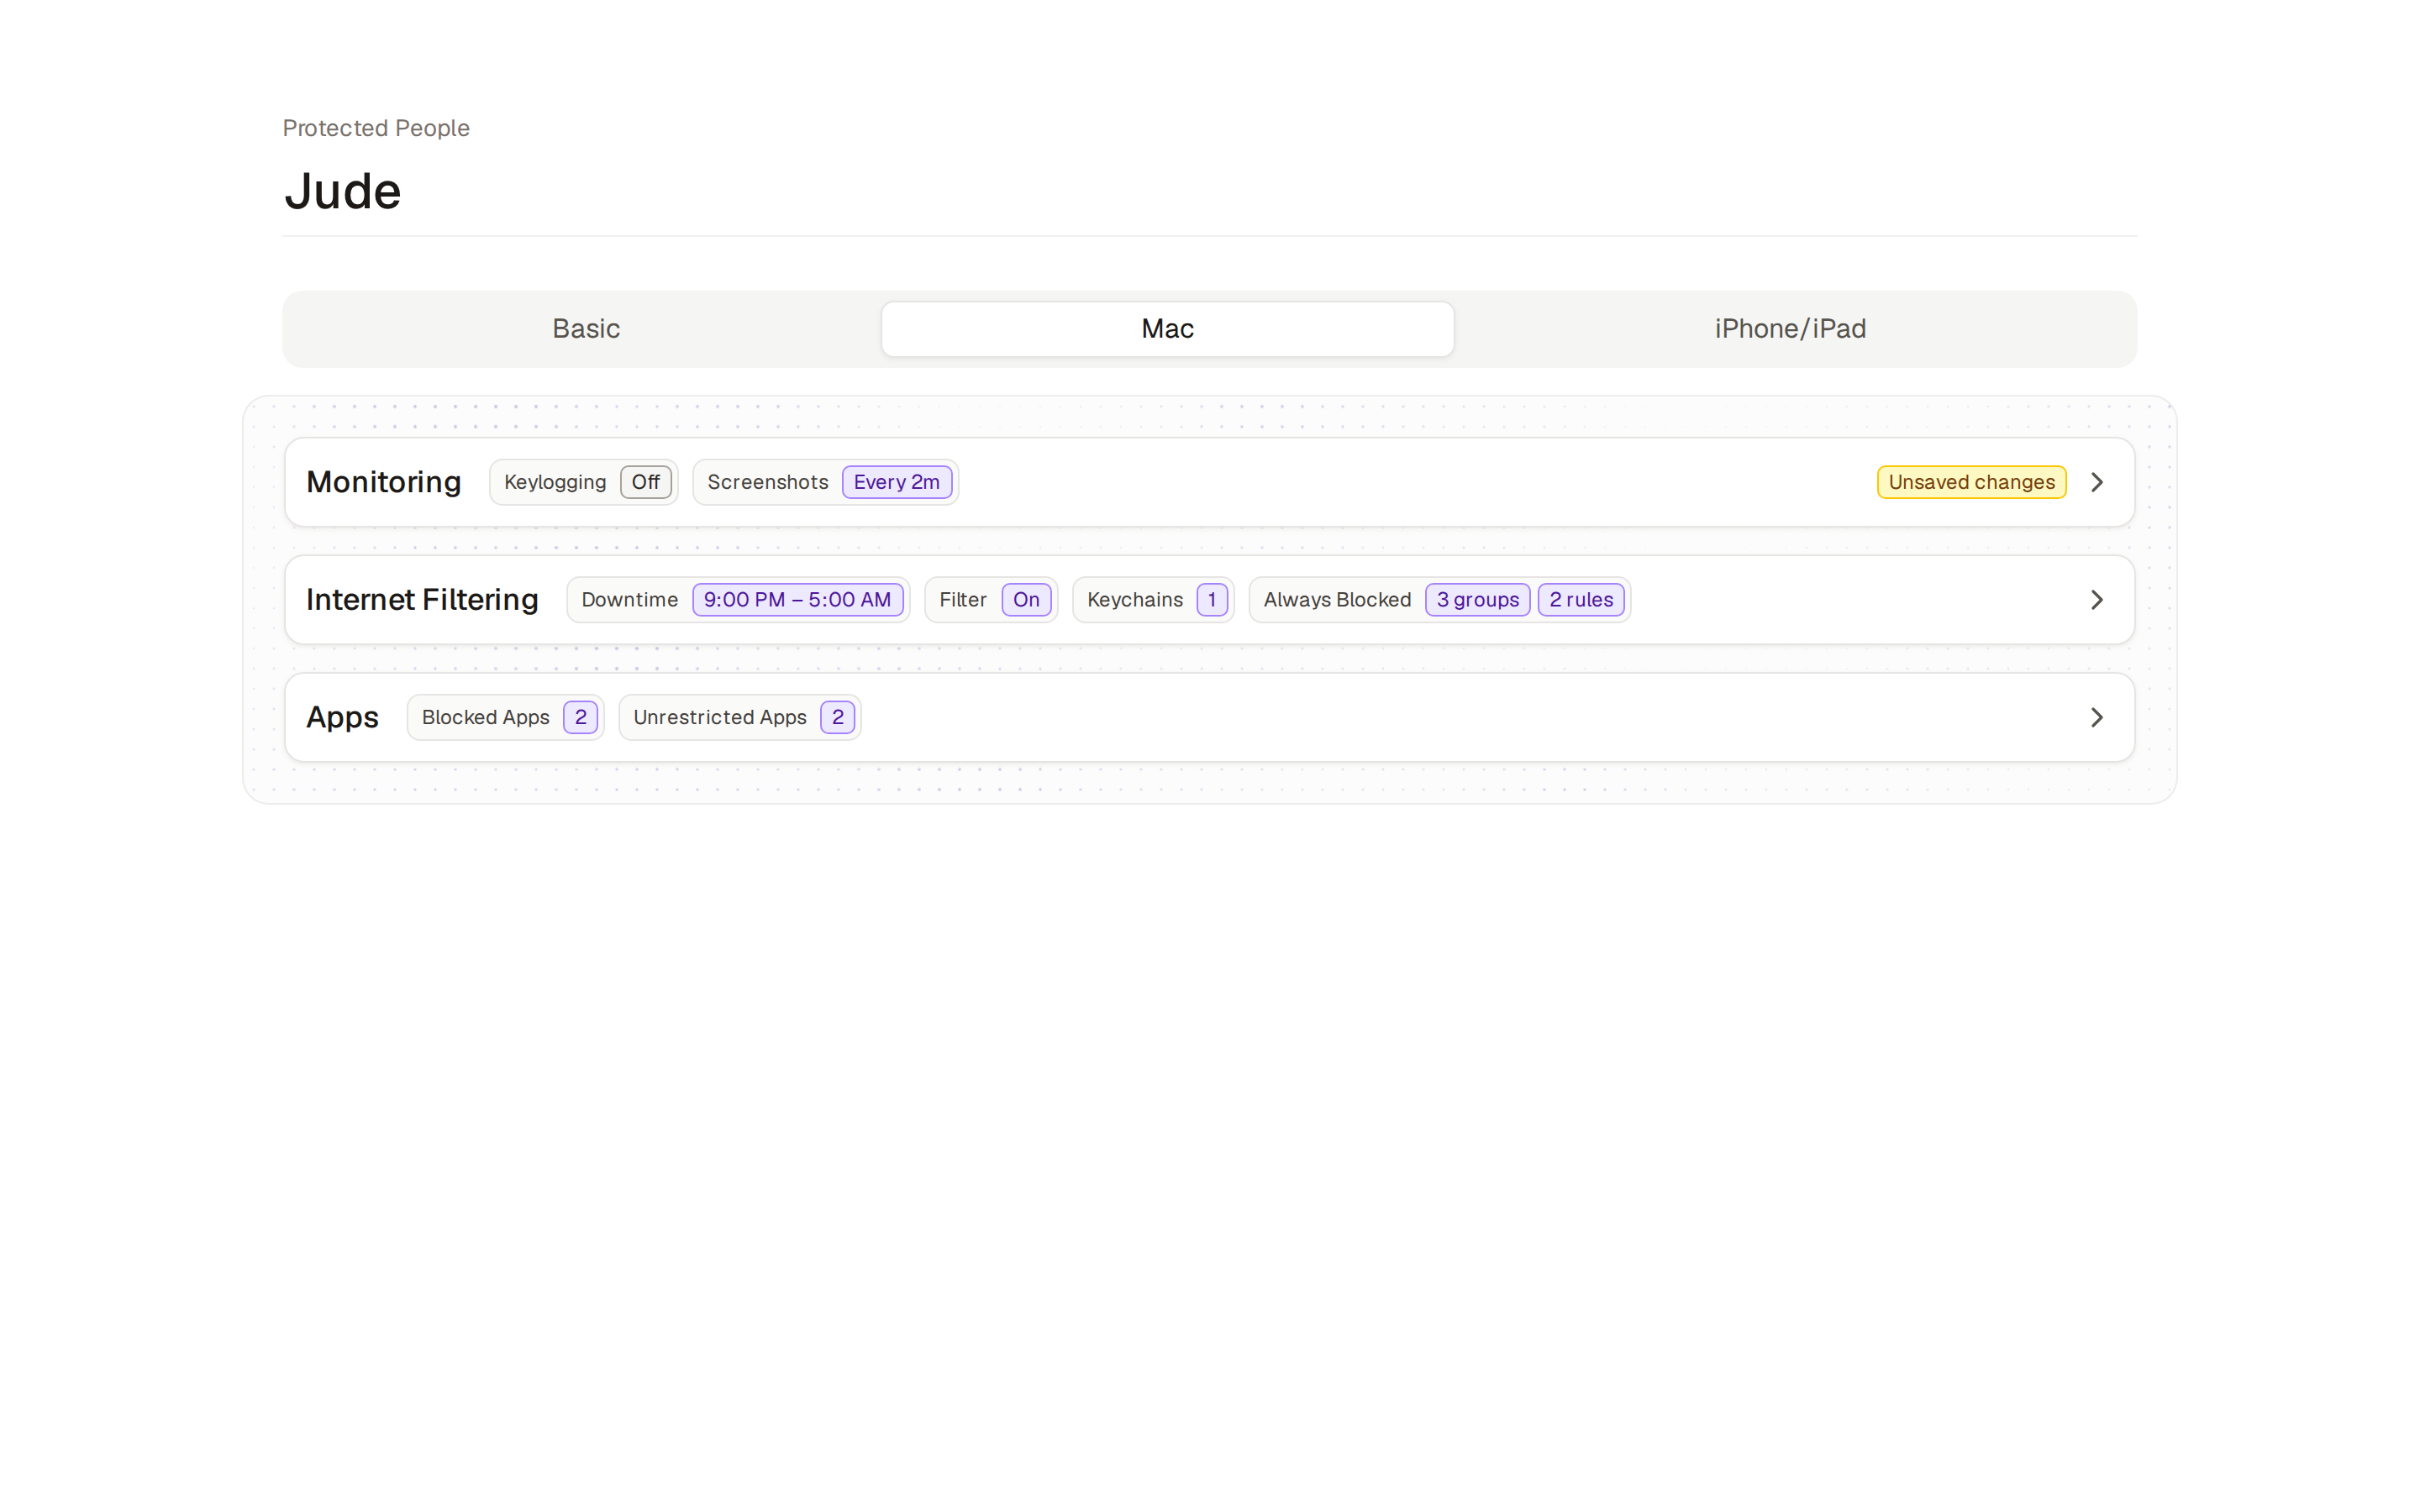 Protected People
Jude
Basic Mac iPhone/iPad
Monitoring Keylogging Off Screenshots Every 2m Unsaved changes
Internet Filtering Downtime 9:00 PM – 5:00 AM Filter On Keychains 1 Always Blocked 3 groups 2 rules
Apps Blocked Apps 2 Unrestricted Apps 2